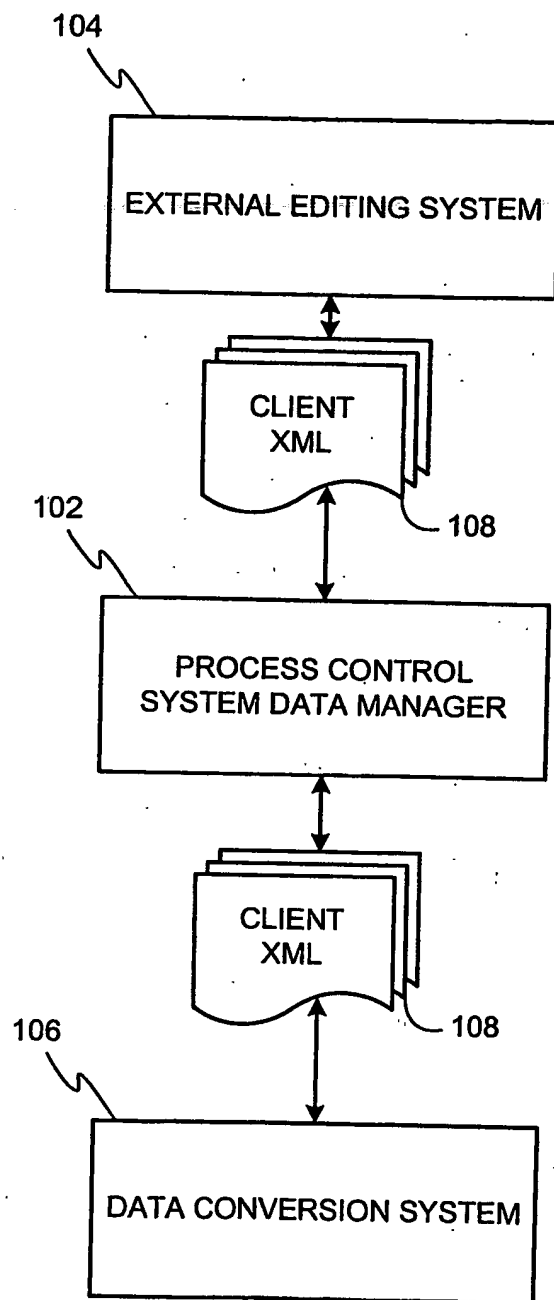 104
EXTERNAL EDITING SYSTEM
CLIENT
XML
108
102
PROCESS CONTROL
SYSTEM DATA MANAGER
CLIENT
XML
108
106
DATA CONVERSION SYSTEM